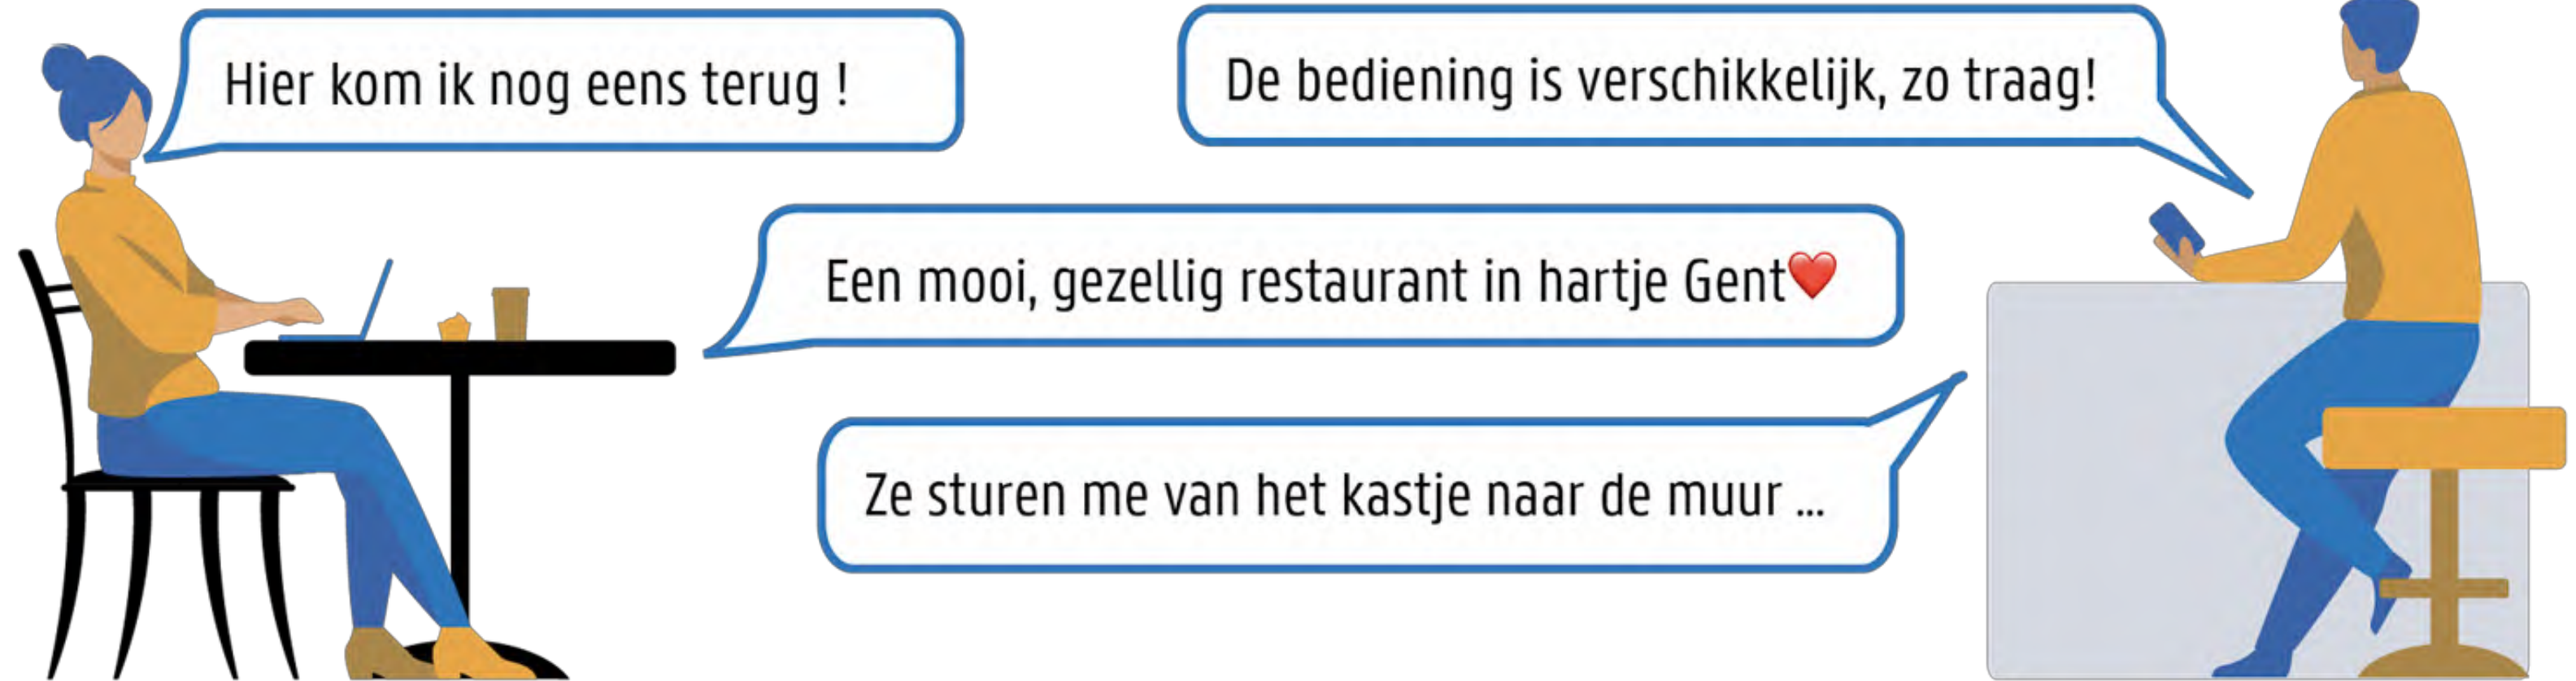 Hier kom ik nog eens terug !
De bediening is verschikkelijk, zo traag!
Een mooi, gezellig restaurant in hartje Gent❤️
Ze sturen me van het kastje naar de muur ...